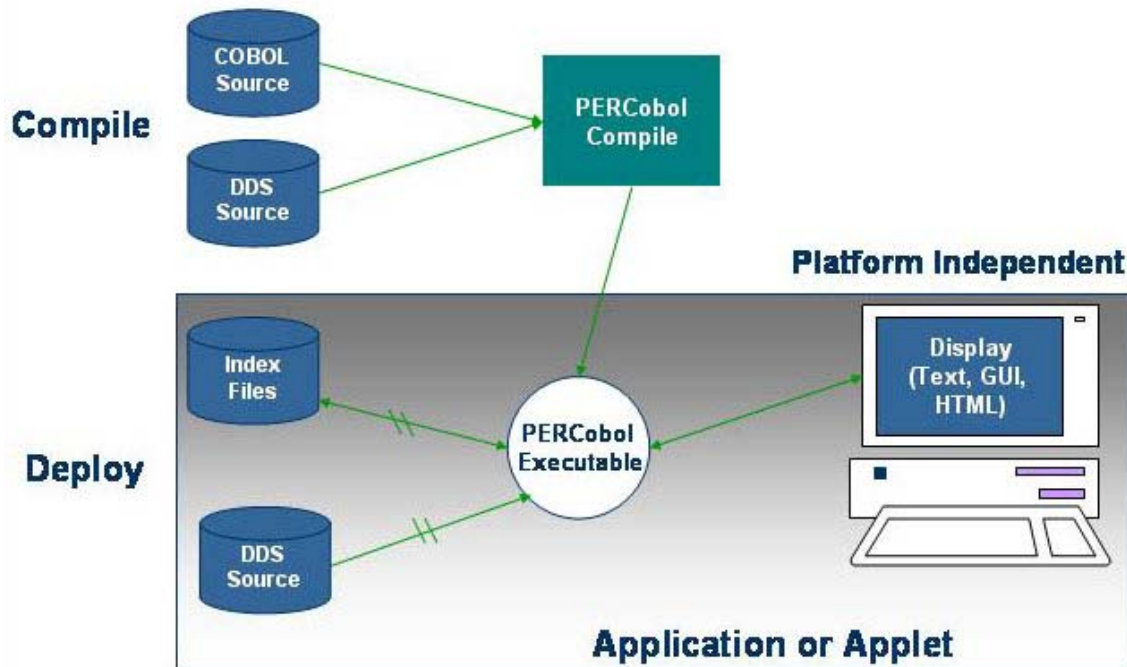 COBOL
Source
Compile
PERCobol
Compile
DDS
Source
Platform Independent
Index
Files
Display
(Text, GUI,
HTML)
Deploy
PERCobol
Executable
DDS
Source
Application or Applet